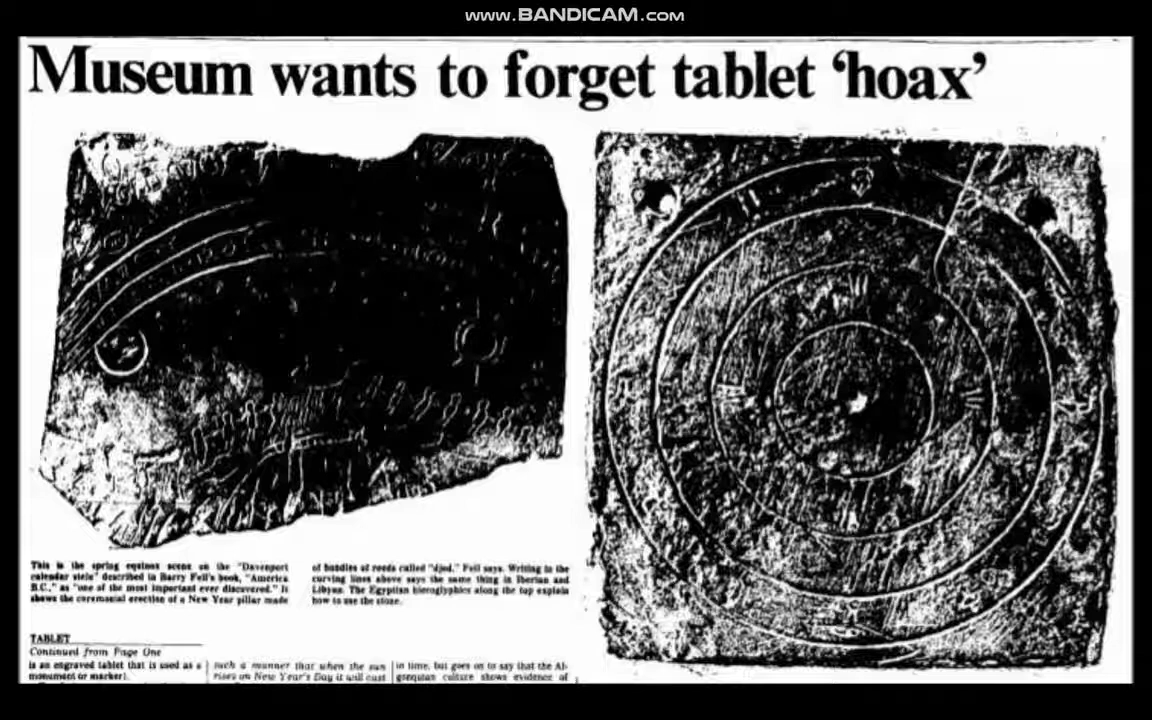 www.BANDICAM.com
Museum wants to forget tablet ‘hoax’
This is the spring equinox scene on the "Davenport
calendar stele" described in Barry Fell's book, "America
B.C.," as "one of the most important ever discovered." It
shows the ceremonial erection of a New Year pillar made
of bundles of reeds called "djed," Fell says. Writing in the
curving lines above says the same thing in Iberian and
Libyan. The Egyptian hieroglyphics along the top explain
how to use the stone.
TABLET
Continued from Page One
is an engraved tablet that is used as a
monument or marker).
such a manner that when the sun
rises on New Year's Day it will cast
in time, but goes on to say that the Al-
gonquian culture shows evidence of